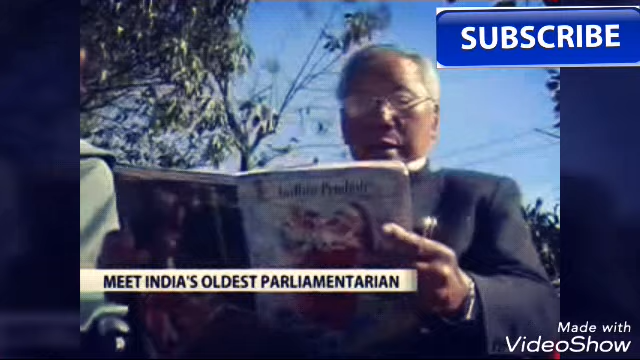 SUBSCRIBE
MEET INDIA'S OLDEST PARLIAMENTARIAN
Made with
VideoShow